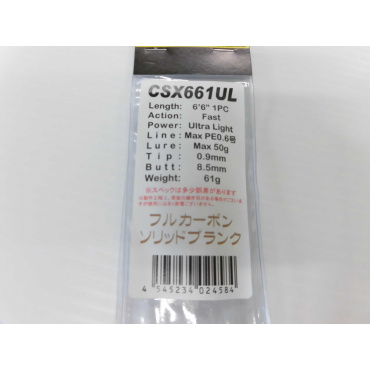 CSX661UL
Length: 6'6" 1PC
Action: Fast
Power: Ultra Light
Line: Max PE0.6号
Lure: Max 50g
Tip: 0.9mm
Butt: 8.5mm
Weight: 61g
※スペックは多少誤差が有ります
フルカーボン
ソリッドブランク
4 545234 024584